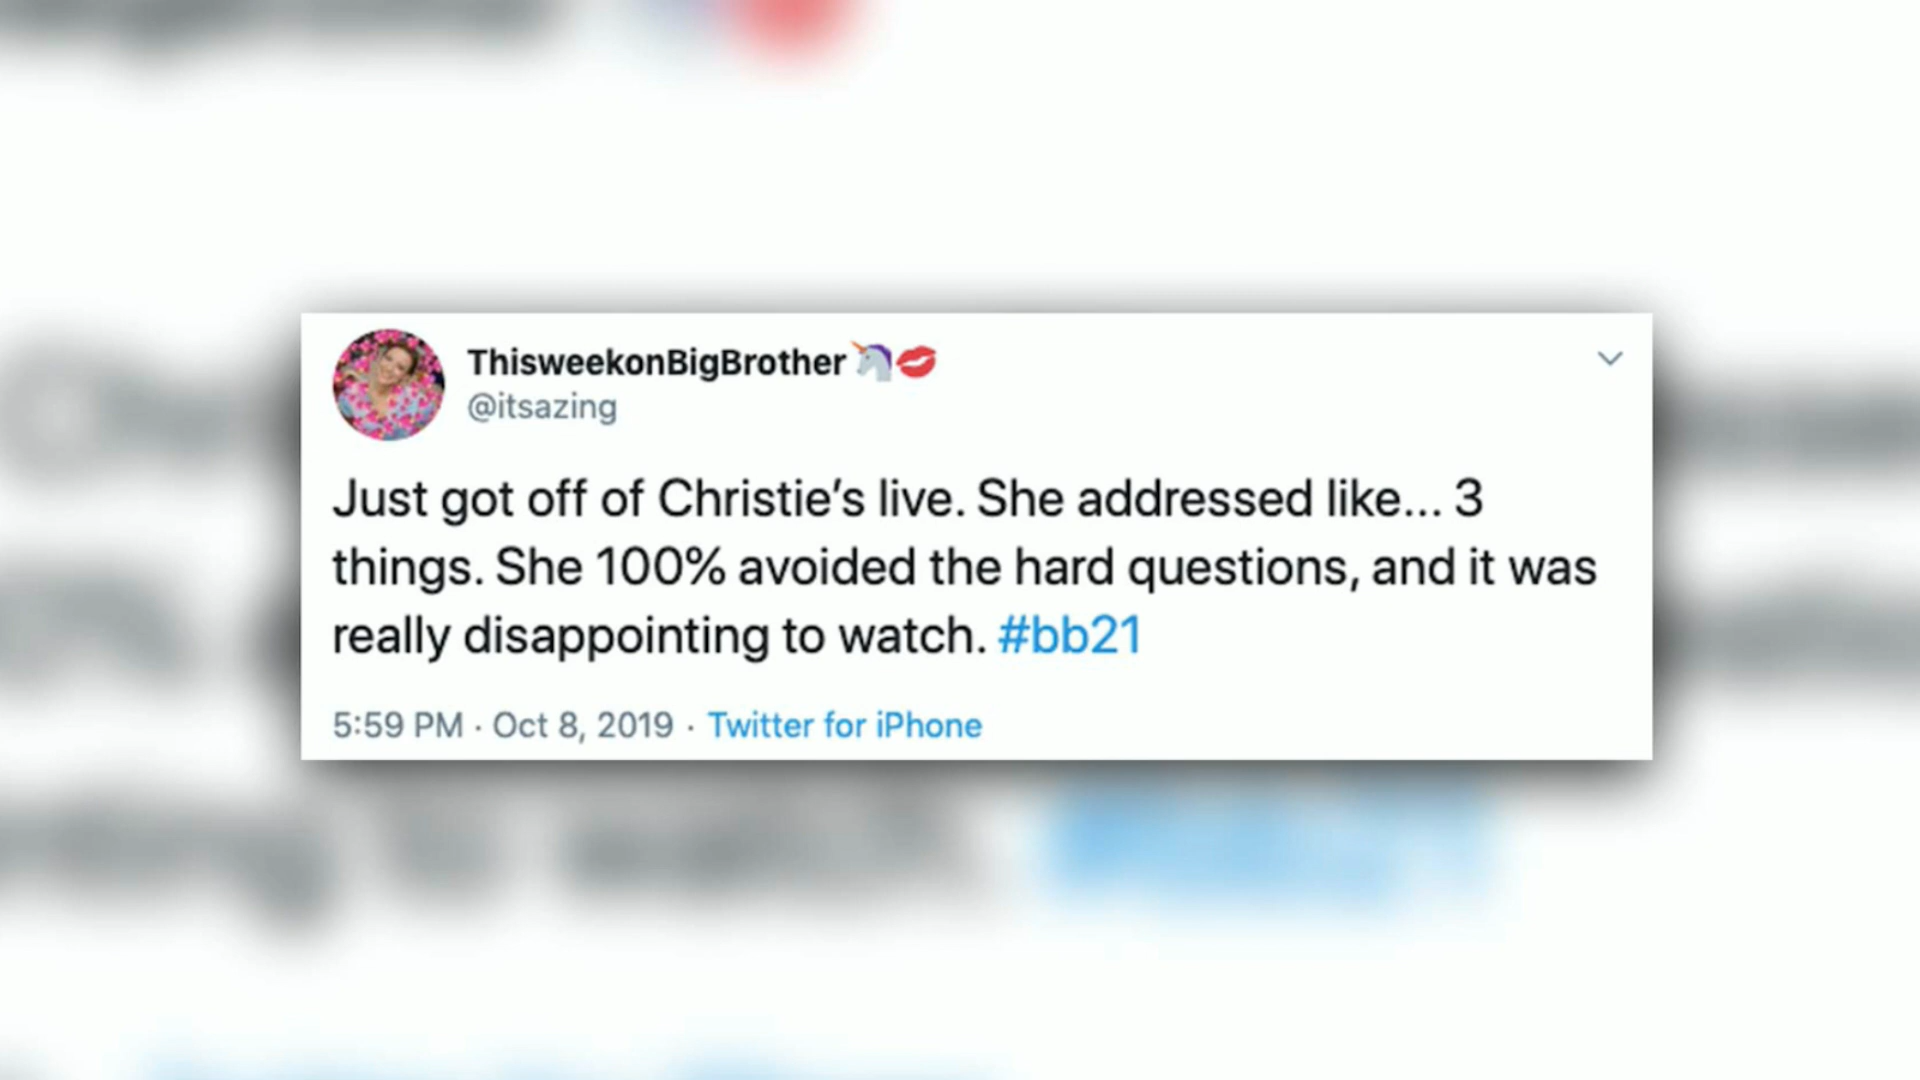 ThisweekonBigBrother🦄💋
@itsazing
Just got off of Christie’s live. She addressed like... 3
things. She 100% avoided the hard questions, and it was
really disappointing to watch. #bb21
5:59 PM · Oct 8, 2019 · Twitter for iPhone